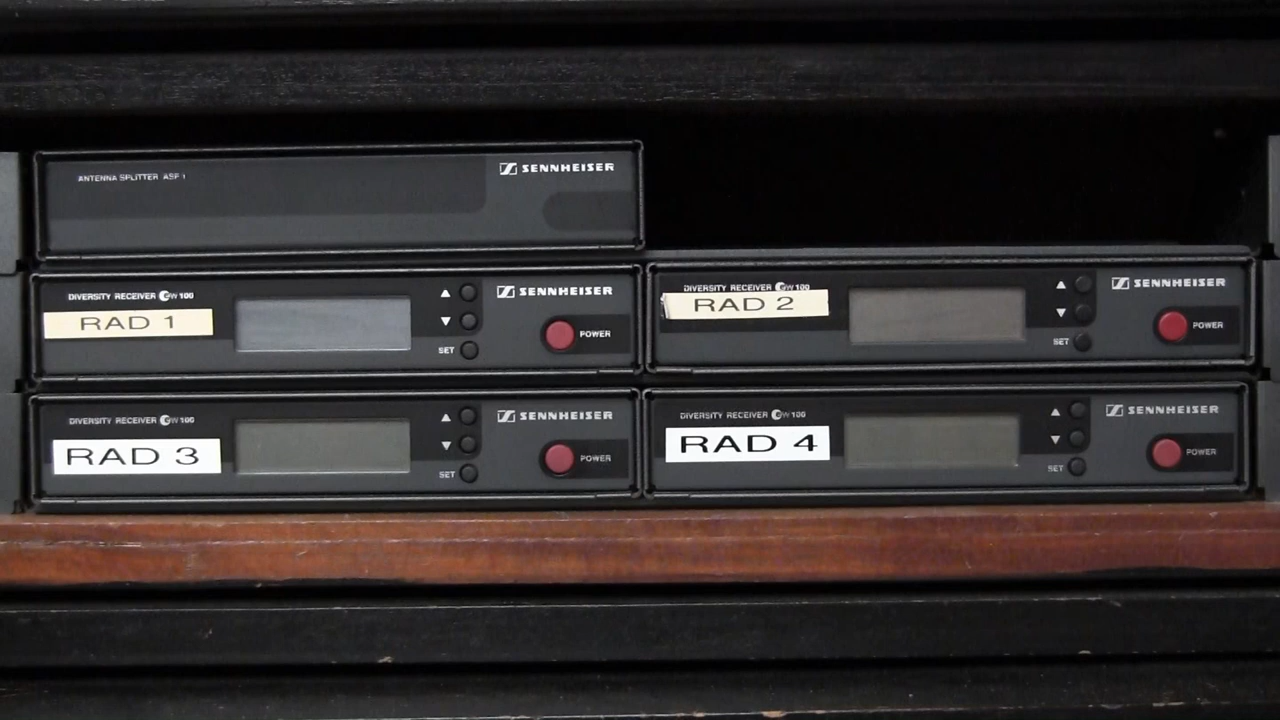 ANTENNA SPLITTER ASP 1
SENNHEISER
DIVERSITY RECEIVER EW 100
RAD 1
SET
SENNHEISER
POWER
DIVERSITY RECEIVER EW 100
RAD 2
SET
SENNHEISER
POWER
DIVERSITY RECEIVER EW 100
RAD 3
SET
SENNHEISER
POWER
DIVERSITY RECEIVER EW 100
RAD 4
SET
SENNHEISER
POWER